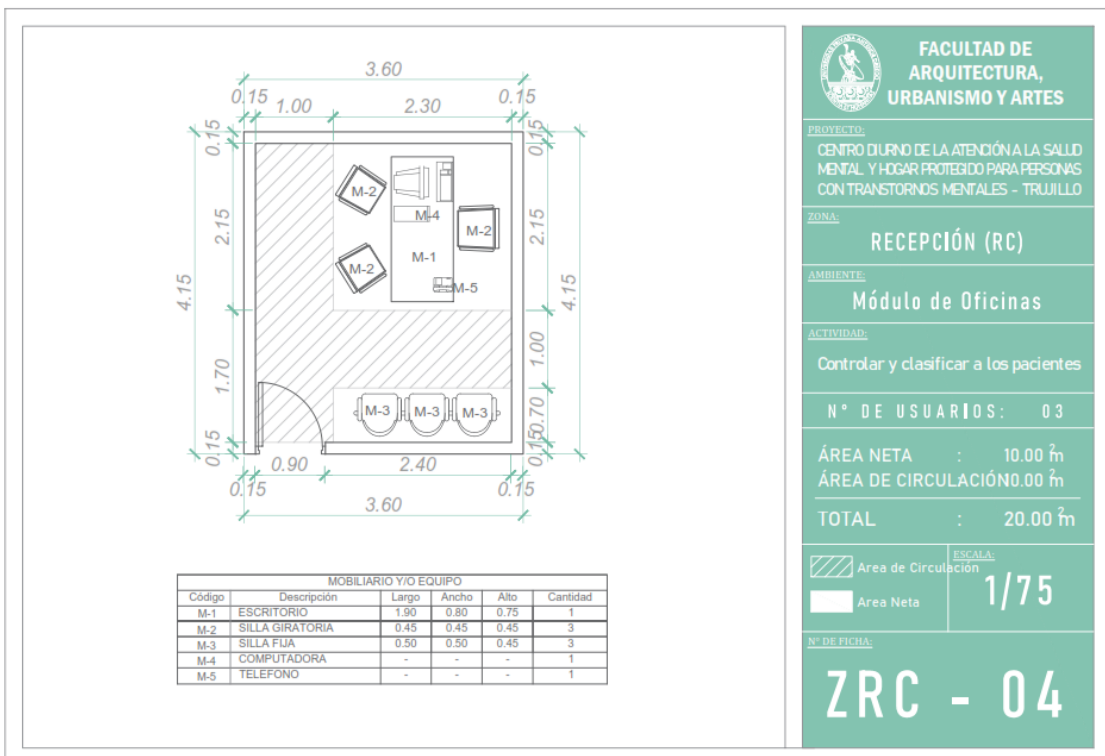 3.60
0.15 1.00 2.30 0.15
0.15 0.15
2.15 2.15
4.15 4.15
1.70 1.00
0.70
0.15 0.15
0.90 2.40
0.15 0.15
3.60
M-2
M-4
M-2
M-1
M-2
M-5
M-3 M-3 M-3
MOBILIARIO Y/O EQUIPO
Código Descripción Largo Ancho Alto Cantidad
M-1 ESCRITORIO 1.90 0.80 0.75 1
M-2 SILLA GIRATORIA 0.45 0.45 0.45 3
M-3 SILLA FIJA 0.50 0.50 0.45 3
M-4 COMPUTADORA - - - 1
M-5 TELEFONO - - - 1
FACULTAD DE
ARQUITECTURA,
URBANISMO Y ARTES
PROYECTO:
CENTRO DIURNO DE LA ATENCIÓN A LA SALUD
MENTAL Y HOGAR PROTEGIDO PARA PERSONAS
CON TRANSTORNOS MENTALES - TRUJILLO
ZONA:
RECEPCIÓN (RC)
AMBIENTE:
Módulo de Oficinas
ACTIVIDAD:
Controlar y clasificar a los pacientes
N° DE USUARIOS: 03
ÁREA NETA : 10.00 m²
ÁREA DE CIRCULACIÓN: 10.00 m²
TOTAL : 20.00 m²
Area de Circulación
Area Neta
ESCALA:
1/75
N° DE FICHA:
ZRC - 04